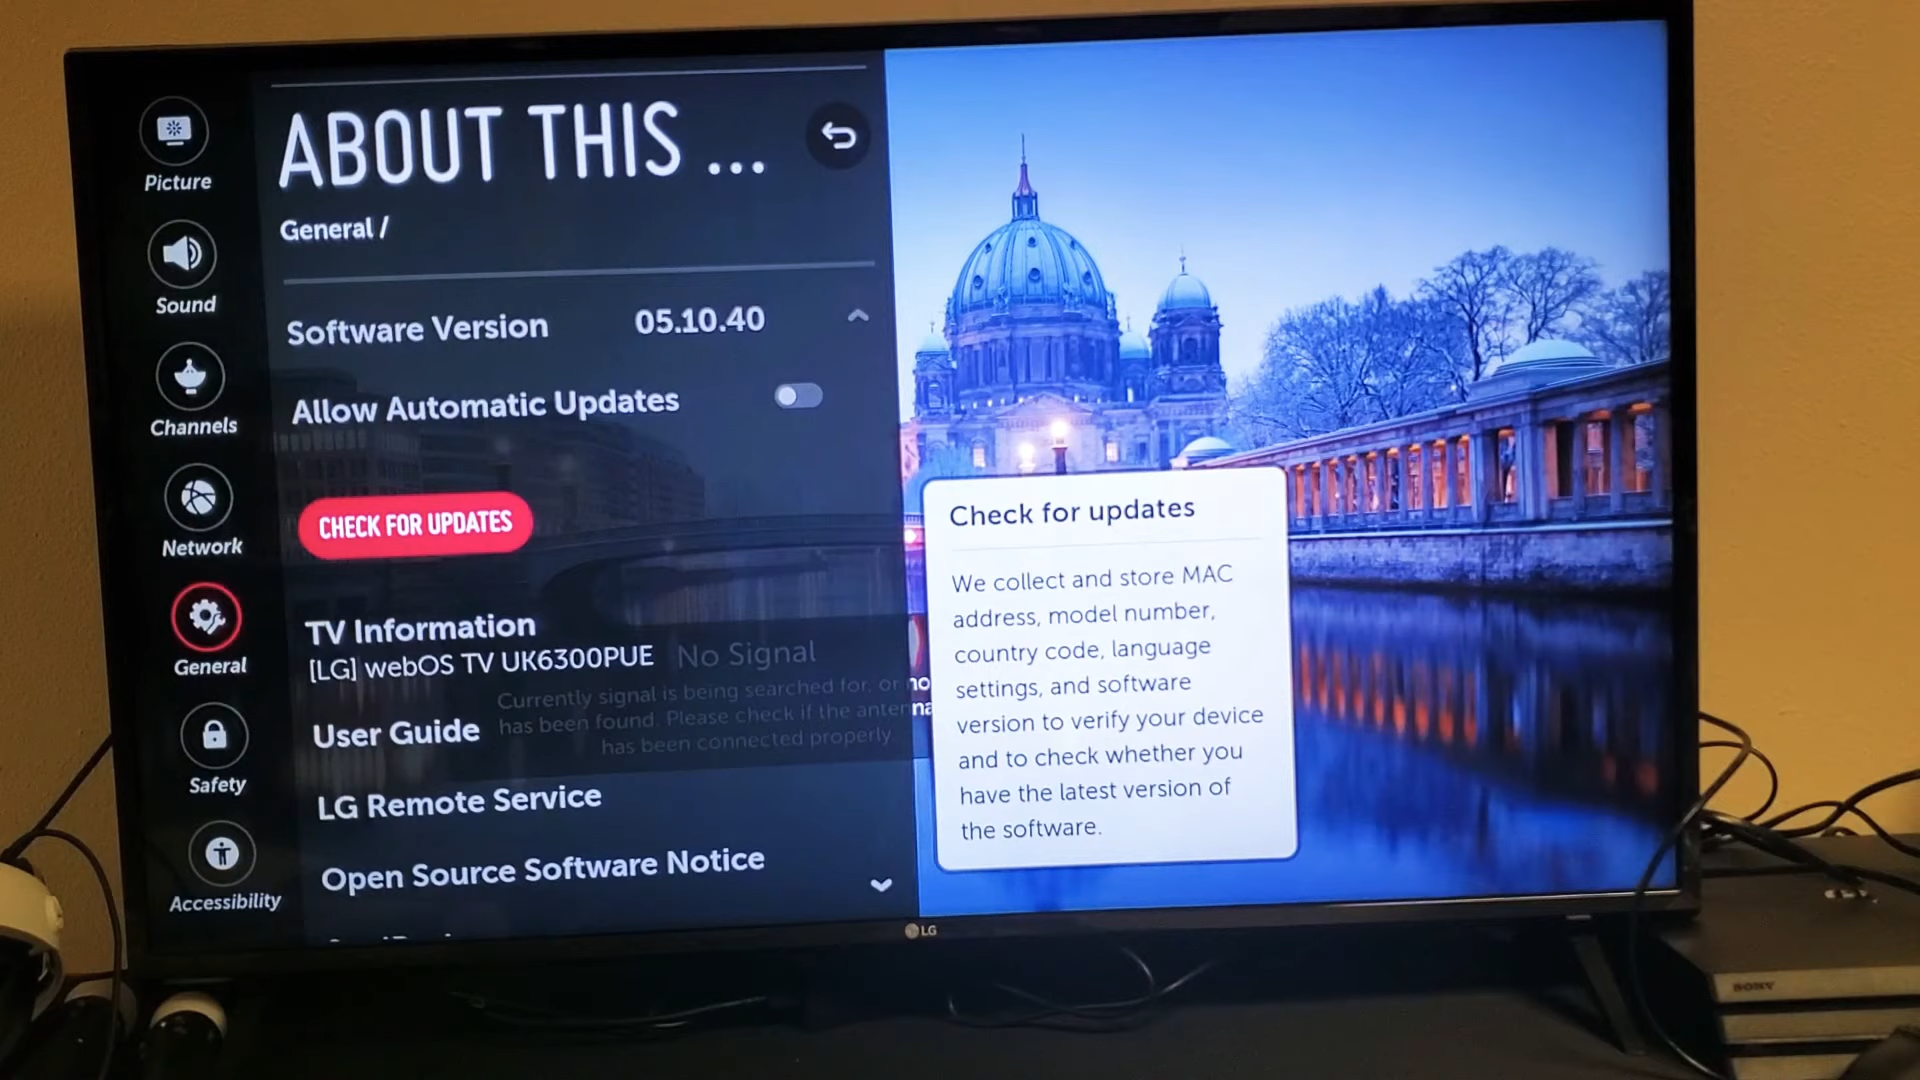 ABOUT THIS ...
General /
Picture
Sound
Channels
Network
General
Safety
Accessibility
Software Version 05.10.40
Allow Automatic Updates
CHECK FOR UPDATES
TV Information
[LG] webOS TV UK6300PUE
No Signal
Currently signal is being searched for, or no
has been found. Please check if the antenna
has been connected properly.
User Guide
LG Remote Service
Open Source Software Notice
Check for updates
We collect and store MAC
address, model number,
country code, language
settings, and software
version to verify your device
and to check whether you
have the latest version of
the software.
LG
SONY